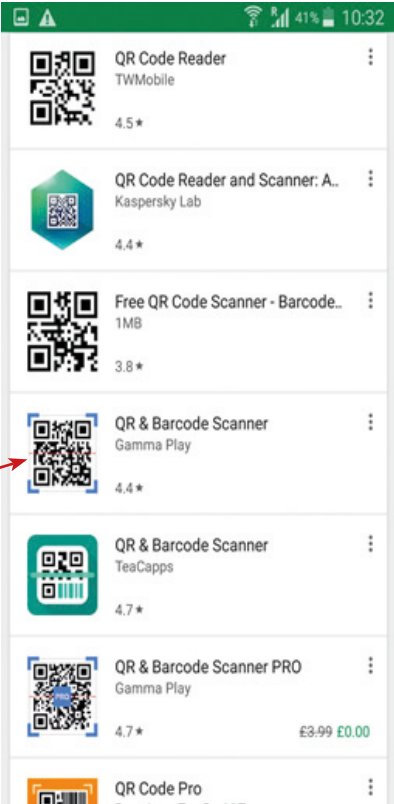 41% 10:32
QR Code Reader
TWMobile
4.5★
QR Code Reader and Scanner: A..
Kaspersky Lab
4.4★
Free QR Code Scanner - Barcode..
1MB
3.8★
QR & Barcode Scanner
Gamma Play
4.4★
QR & Barcode Scanner
TeaCapps
4.7★
QR & Barcode Scanner PRO
Gamma Play
PRO
4.7★ £3.99 £0.00
QR Code Pro